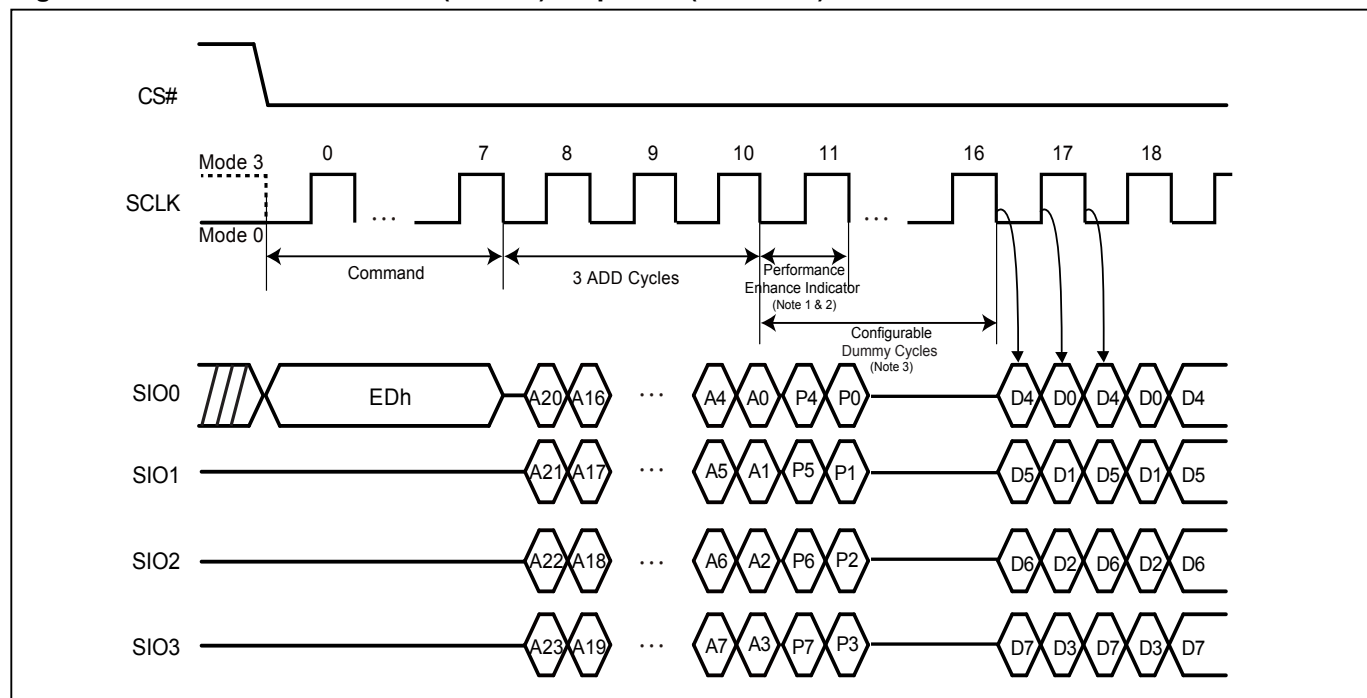 CS#
Mode 3
0 7 8 9 10 11 16 17 18
SCLK
...
...
Mode 0
Command
3 ADD Cycles
Performance
Enhance Indicator
(Note 1 & 2)
Configurable
Dummy Cycles
(Note 3)
SIO0 EDh A20 A16 ... A4 A0 P4 P0 D4 D0 D4 D0 D4
SIO1 A21 A17 ... A5 A1 P5 P1 D5 D1 D5 D1 D5
SIO2 A22 A18 ... A6 A2 P6 P2 D6 D2 D6 D2 D6
SIO3 A23 A19 ... A7 A3 P7 P3 D7 D3 D7 D3 D7